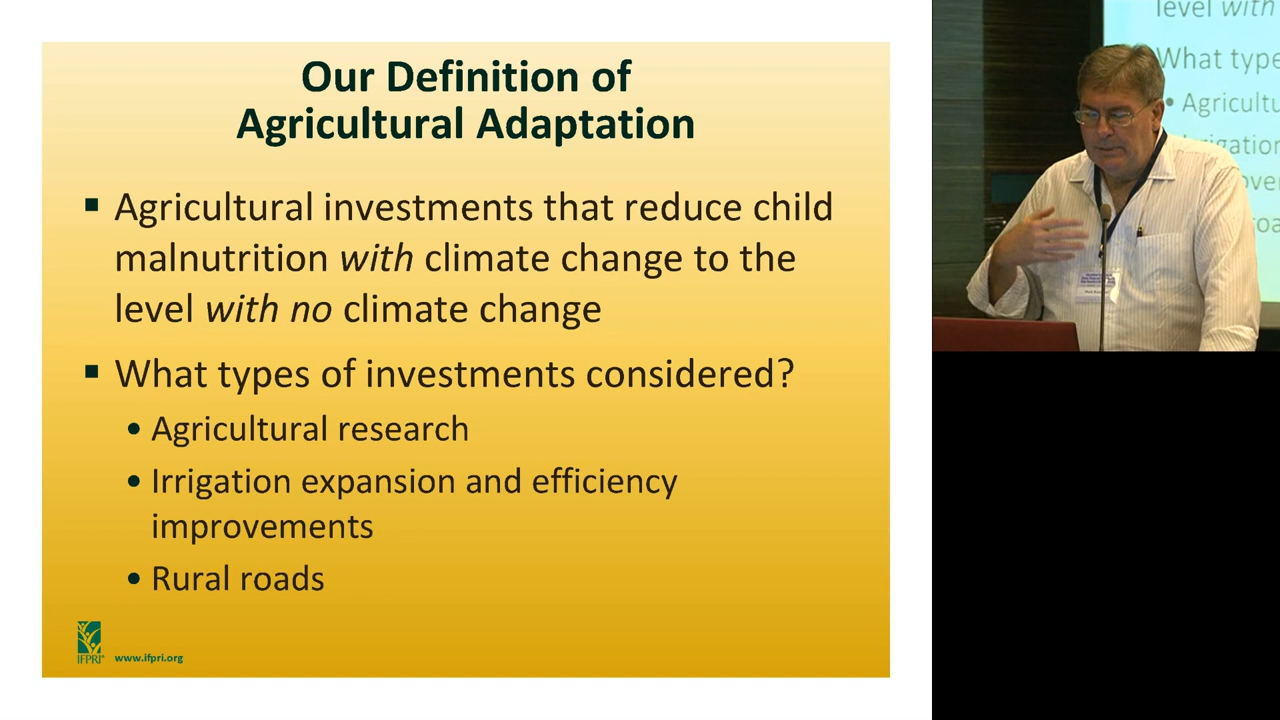 Our Definition of
Agricultural Adaptation
▪ Agricultural investments that reduce child
malnutrition with climate change to the
level with no climate change
▪ What types of investments considered?
• Agricultural research
• Irrigation expansion and efficiency
improvements
• Rural roads
IFPRI®
www.ifpri.org
level with
What type
• Agricultu